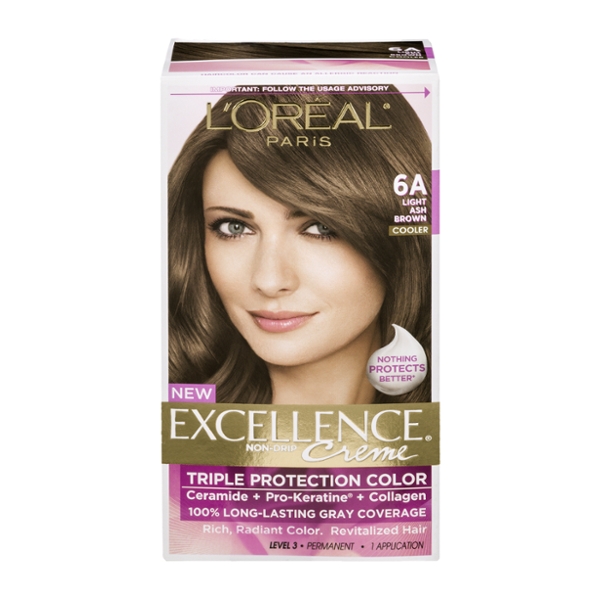 6A
IMPORTANT: FOLLOW THE USAGE ADVISORY
L'ORÉAL®
PARIS
6A
LIGHT
ASH
BROWN
COOLER
NOTHING
PROTECTS
BETTER*
NEW
EXCELLENCE®
NON-DRIP Creme
TRIPLE PROTECTION COLOR
Ceramide + Pro-Keratine® + Collagen
100% LONG-LASTING GRAY COVERAGE
Rich, Radiant Color. Revitalized Hair
LEVEL 3 • PERMANENT • 1 APPLICATION